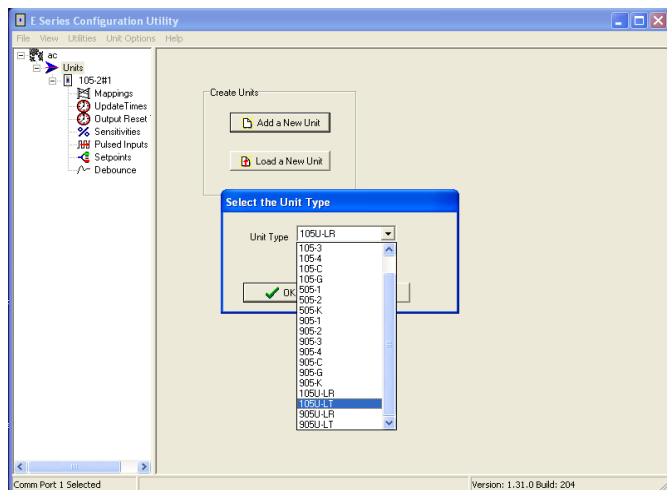 E Series Configuration Utility
File View Utilities Unit Options Help
ac
Units
105-2#1
Mappings
UpdateTimes
Output Reset
Sensitivities
Pulsed Inputs
Setpoints
Debounce
Create Units
Add a New Unit
Load a New Unit
Select the Unit Type
Unit Type 105U-LR
OK
105-3
105-4
105-C
105-G
505-1
505-2
505-K
905-1
905-2
905-3
905-4
905-C
905-G
905-K
105U-LR
105U-LT
905U-LR
905U-LT
Comm Port 1 Selected
Version: 1.31.0 Build: 204